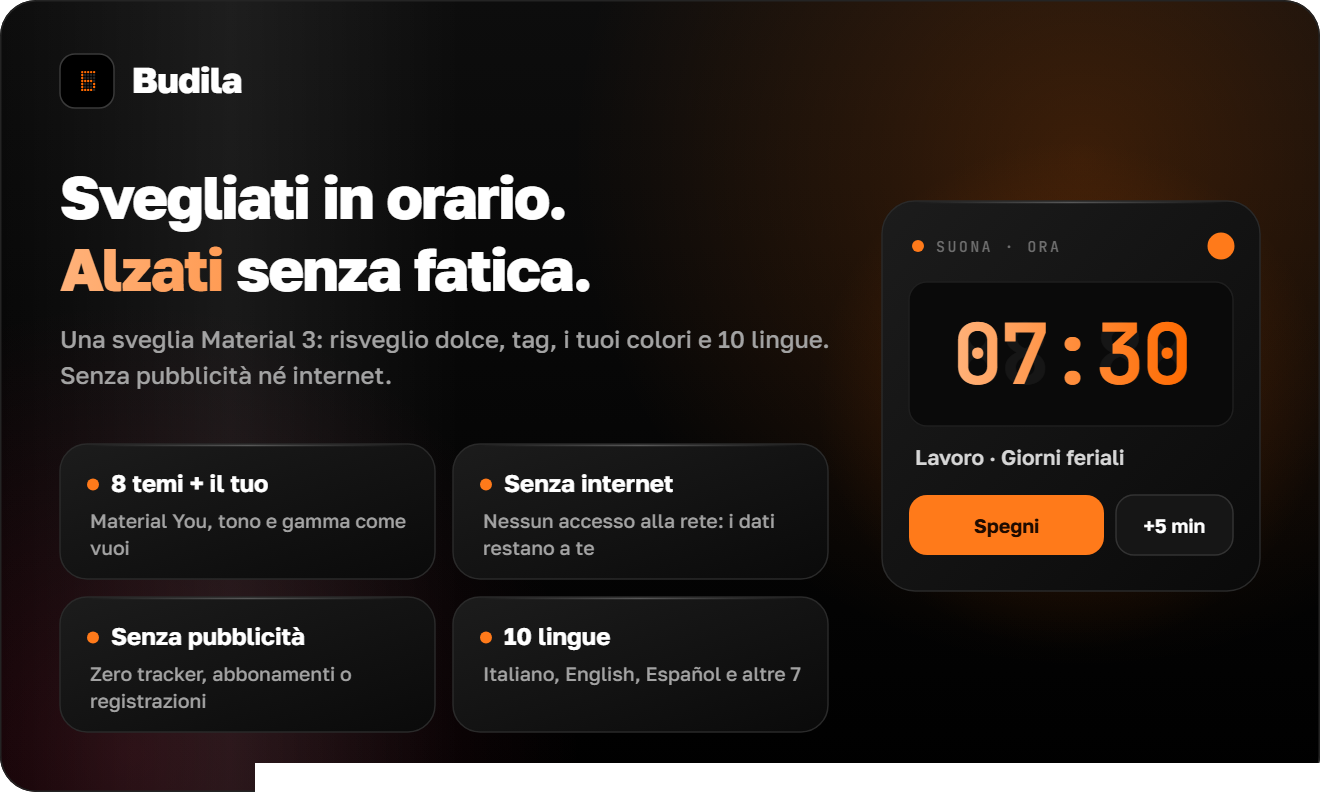 Budila
Svegliati in orario.
Alzati senza fatica.
Una sveglia Material 3: risveglio dolce, tag, i tuoi colori e 10 lingue.
Senza pubblicità né internet.
8 temi + il tuo
Material You, tono e gamma come
vuoi
Senza internet
Nessun accesso alla rete: i dati
restano a te
Senza pubblicità
Zero tracker, abbonamenti o
registrazioni
10 lingue
Italiano, English, Español e altre 7
SUONA · ORA
07:30
Lavoro · Giorni feriali
Spegni
+5 min